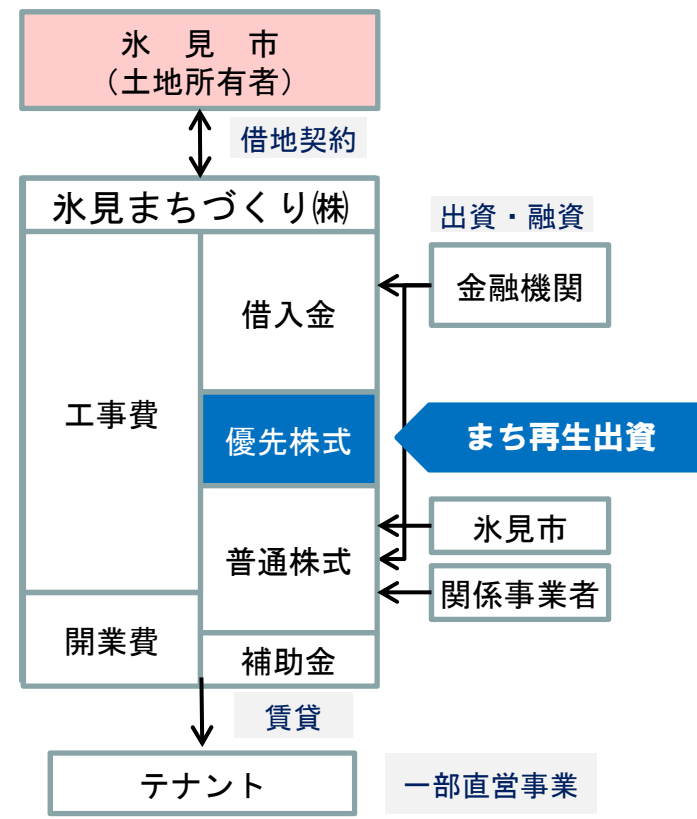 氷　見　市
（土地所有者）
借地契約
氷見まちづくり㈱
出資・融資
金融機関
借入金
工事費
優先株式
まち再生出資
氷見市
普通株式
関係事業者
開業費
補助金
賃貸
テナント
一部直営事業